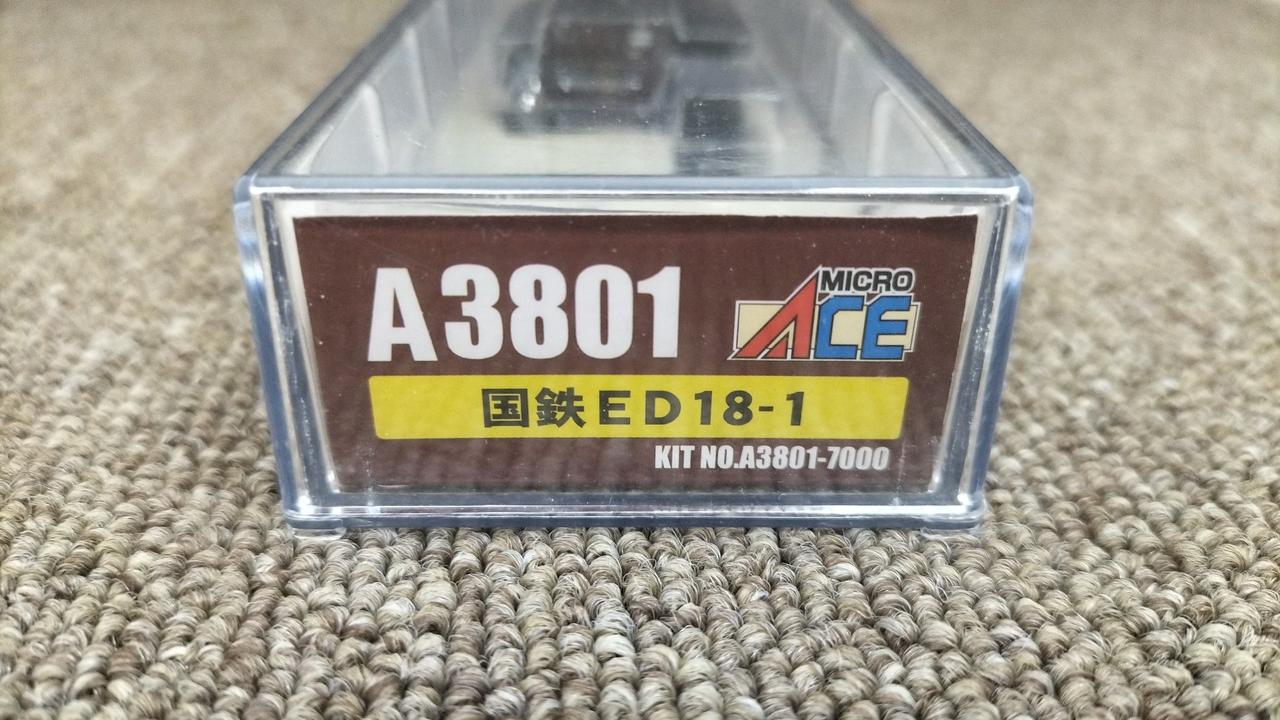 A3801
MICRO
ACE
国鉄ED18-1
KIT NO.A3801-7000